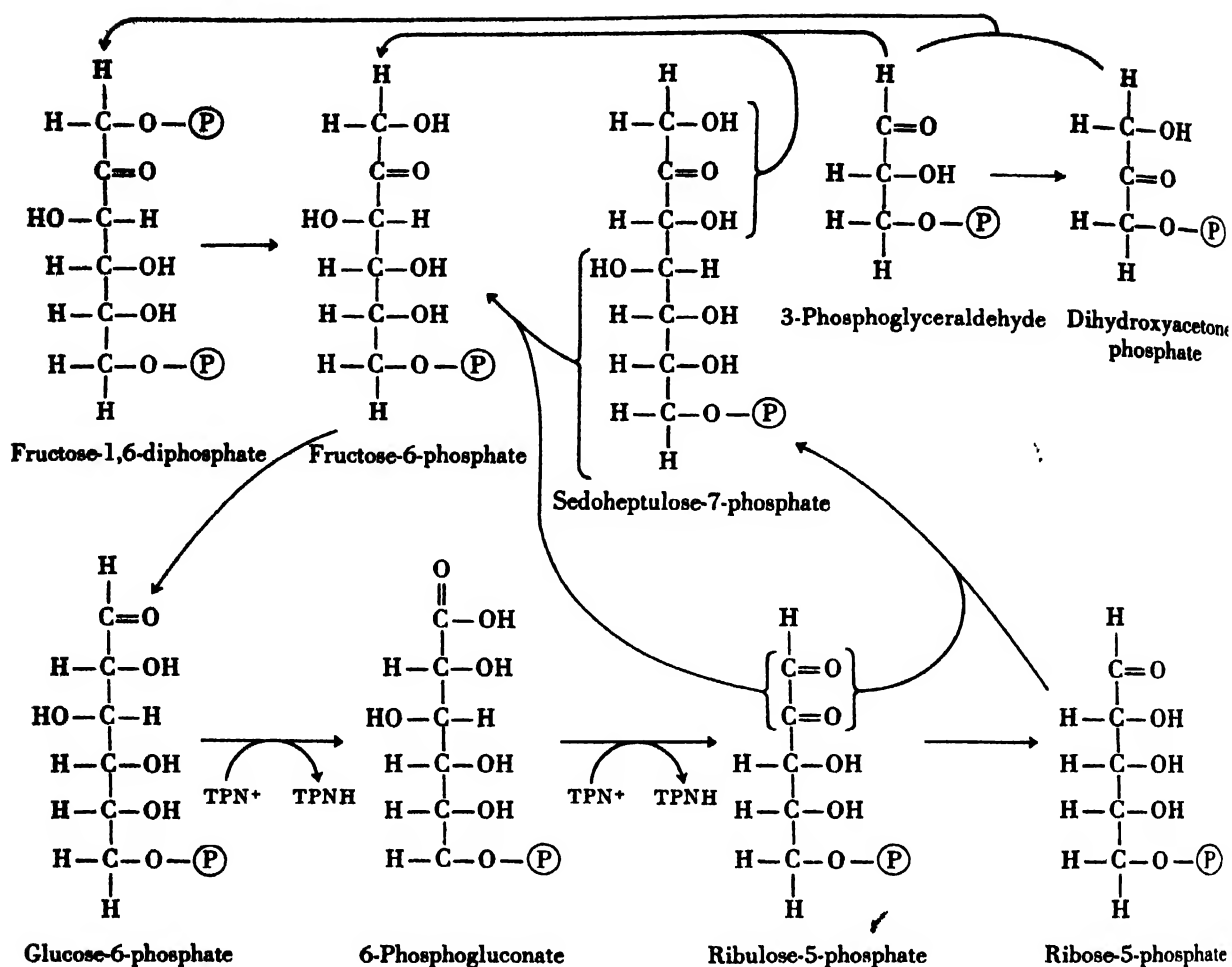 H
H–C–O–Ⓟ
C=O
HO–C–H
H–C–OH
H–C–OH
H–C–O–Ⓟ
H
Fructose-1,6-diphosphate
H
H–C–OH
C=O
HO–C–H
H–C–OH
H–C–OH
H–C–O–Ⓟ
H
Fructose-6-phosphate
H
H–C–OH
C=O
H–C–OH
HO–C–H
H–C–OH
H–C–OH
H–C–O–Ⓟ
H
Sedoheptulose-7-phosphate
H
C=O
H–C–OH
H–C–O–Ⓟ
H
3-Phosphoglyceraldehyde
H
H–C–OH
C=O
H–C–O–Ⓟ
H
Dihydroxyacetone
phosphate
H
C=O
H–C–OH
HO–C–H
H–C–OH
H–C–OH
H–C–O–Ⓟ
H
Glucose-6-phosphate
TPN+ TPNH
O
C–OH
H–C–OH
HO–C–H
H–C–OH
H–C–OH
H–C–O–Ⓟ
H
6-Phosphogluconate
TPN+ TPNH
H
C=O
C=O
H–C–OH
H–C–OH
H–C–O–Ⓟ
H
Ribulose-5-phosphate
H
C=O
H–C–OH
H–C–OH
H–C–OH
H–C–O–Ⓟ
H
Ribose-5-phosphate